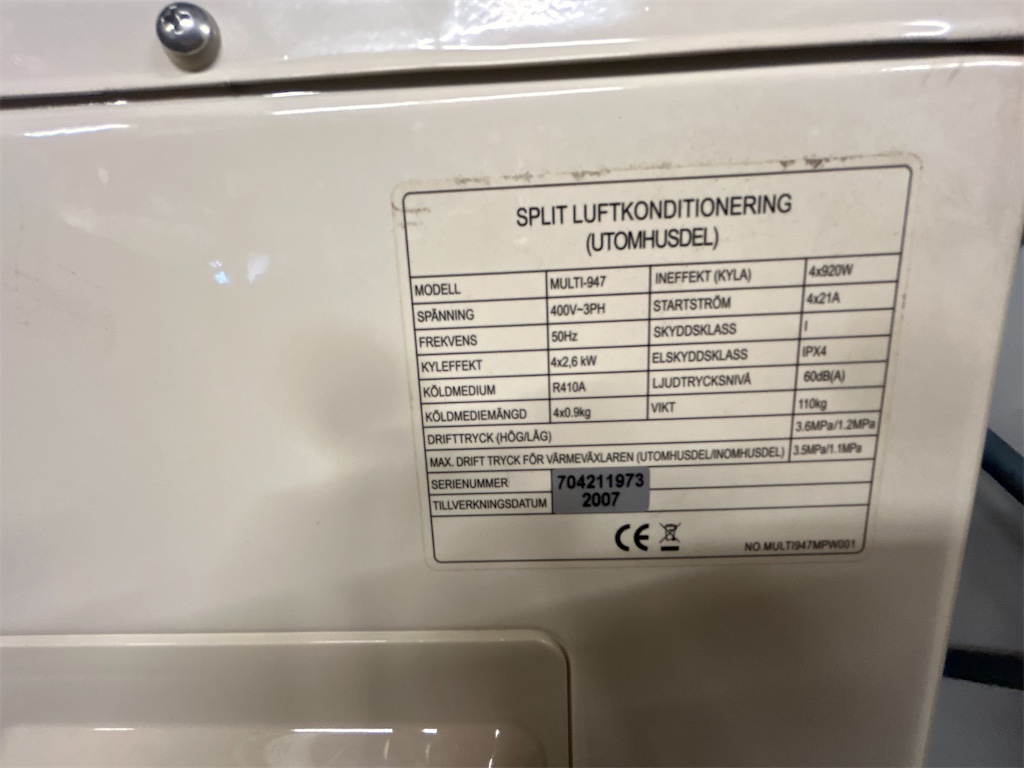 SPLIT LUFTKONDITIONERING
(UTOMHUSDEL)
MODELL MULTI-947 INEFFEKT (KYLA) 4x920W
SPÄNNING 400V~3PH STARTSTRÖM 4x21A
FREKVENS 50Hz SKYDDSKLASS I
KYLEFFEKT 4x2,6 kW ELSKYDDSKLASS IPX4
KÖLDMEDIUM R410A LJUDTRYCKSNIVÅ 60dB(A)
KÖLDMEDIEMÄNGD 4x0.9kg VIKT 110kg
DRIFTTRYCK (HÖG/LÅG) 3.6MPa/1.2MPa
MAX. DRIFT TRYCK FÖR VÄRMEVÄXLAREN (UTOMHUSDEL/INOMHUSDEL) 3.5MPa/1.1MPa
SERIENUMMER 704211973
TILLVERKNINGSDATUM 2007
CE NO.MULTI947MPW001